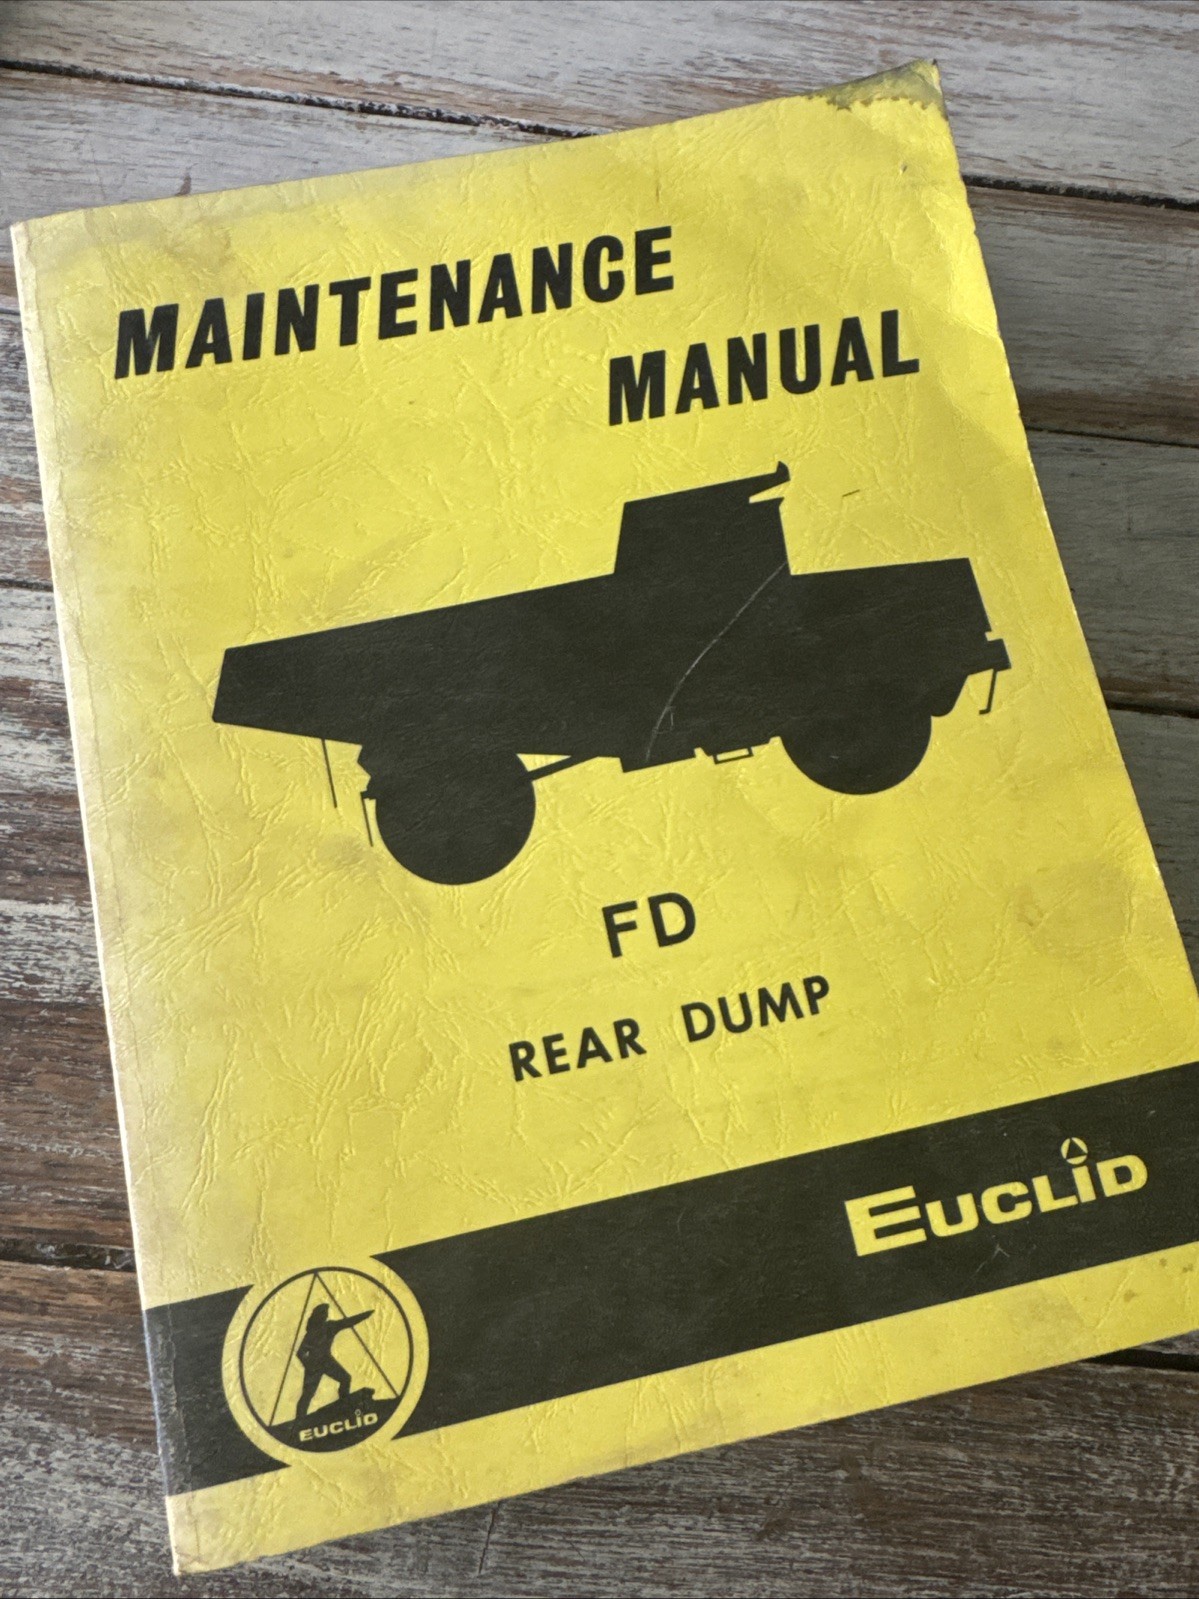 MAINTENANCE
MANUAL
FD
REAR DUMP
EUCLID
EUCLID